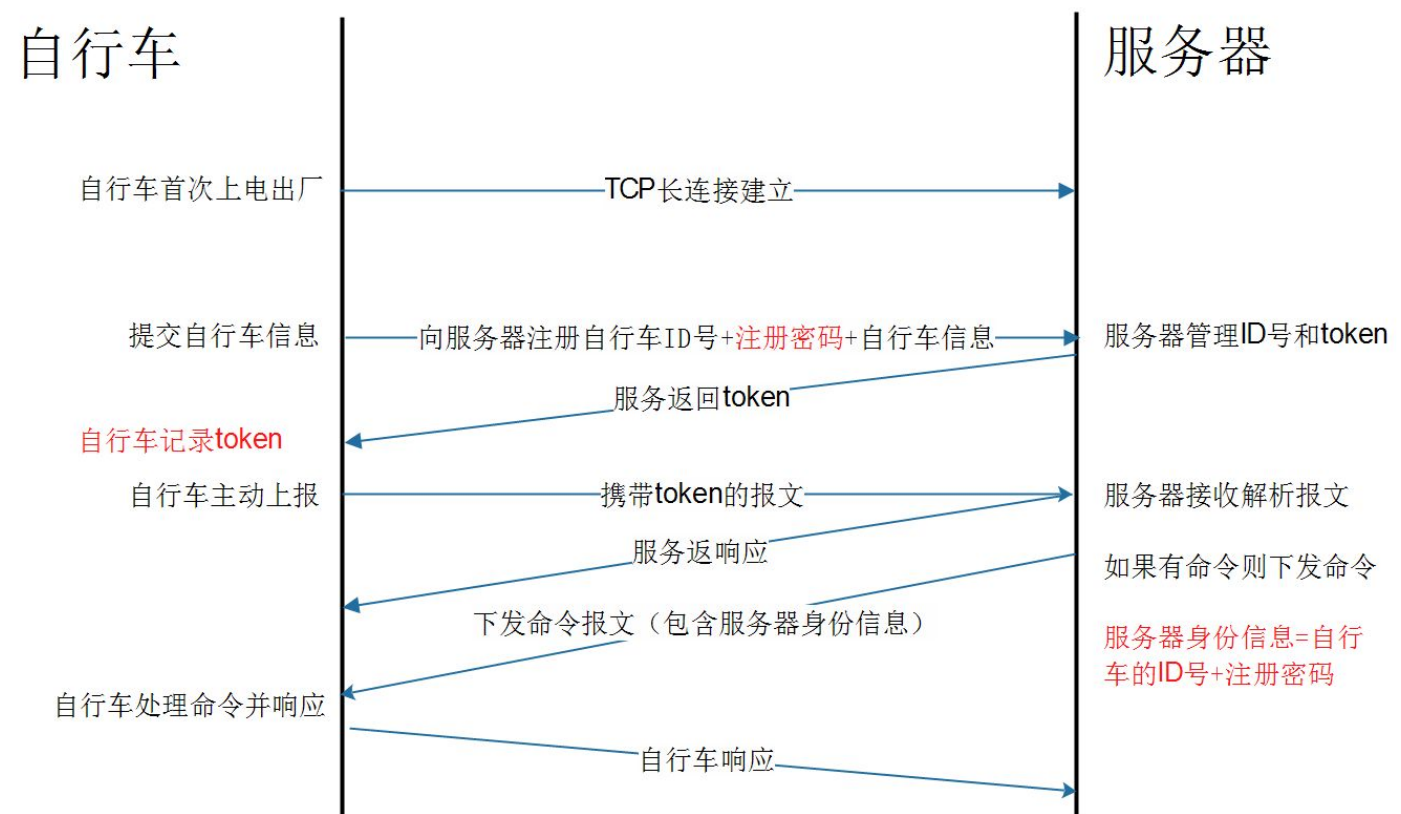 自行车
服务器
自行车首次上电出厂
TCP长连接建立
提交自行车信息
向服务器注册自行车ID号+注册密码+自行车信息
服务器管理ID号和token
服务返回token
自行车记录token
自行车主动上报
携带token的报文
服务器接收解析报文
服务返响应
如果有命令则下发命令
下发命令报文（包含服务器身份信息）
服务器身份信息=自行
车的ID号+注册密码
自行车处理命令并响应
自行车响应